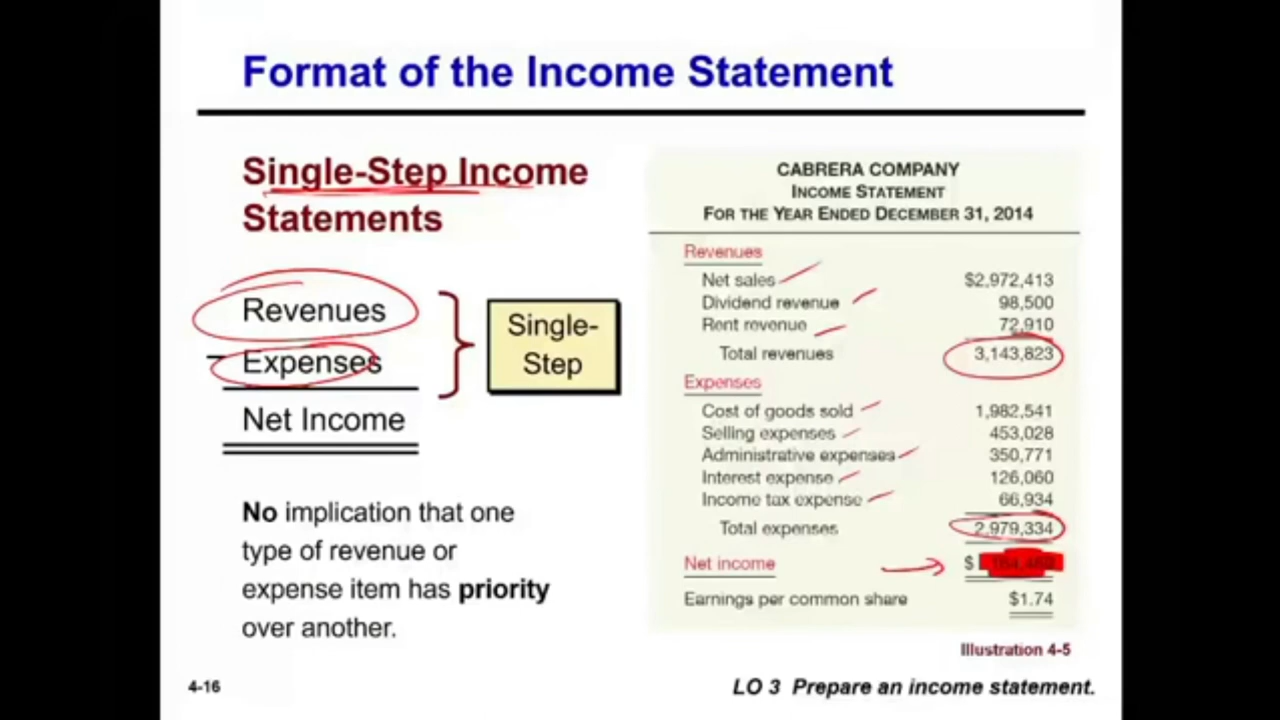 Format of the Income Statement
Single-Step Income
Statements
Revenues
Expenses
Net Income
Single-
Step
No implication that one
type of revenue or
expense item has priority
over another.
CABRERA COMPANY
INCOME STATEMENT
FOR THE YEAR ENDED DECEMBER 31, 2014
Revenues
Net sales $2,972,413
Dividend revenue 98,500
Rent revenue 72,910
Total revenues 3,143,823
Expenses
Cost of goods sold 1,982,541
Selling expenses 453,028
Administrative expenses 350,771
Interest expense 126,060
Income tax expense 66,934
Total expenses 2,979,334
Net income $
Earnings per common share $1.74
Illustration 4-5
4-16
LO 3 Prepare an income statement.